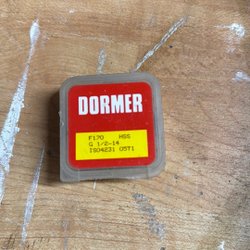 DORMER
F170 HSS
G 1/2-14
ISO4231 05T1